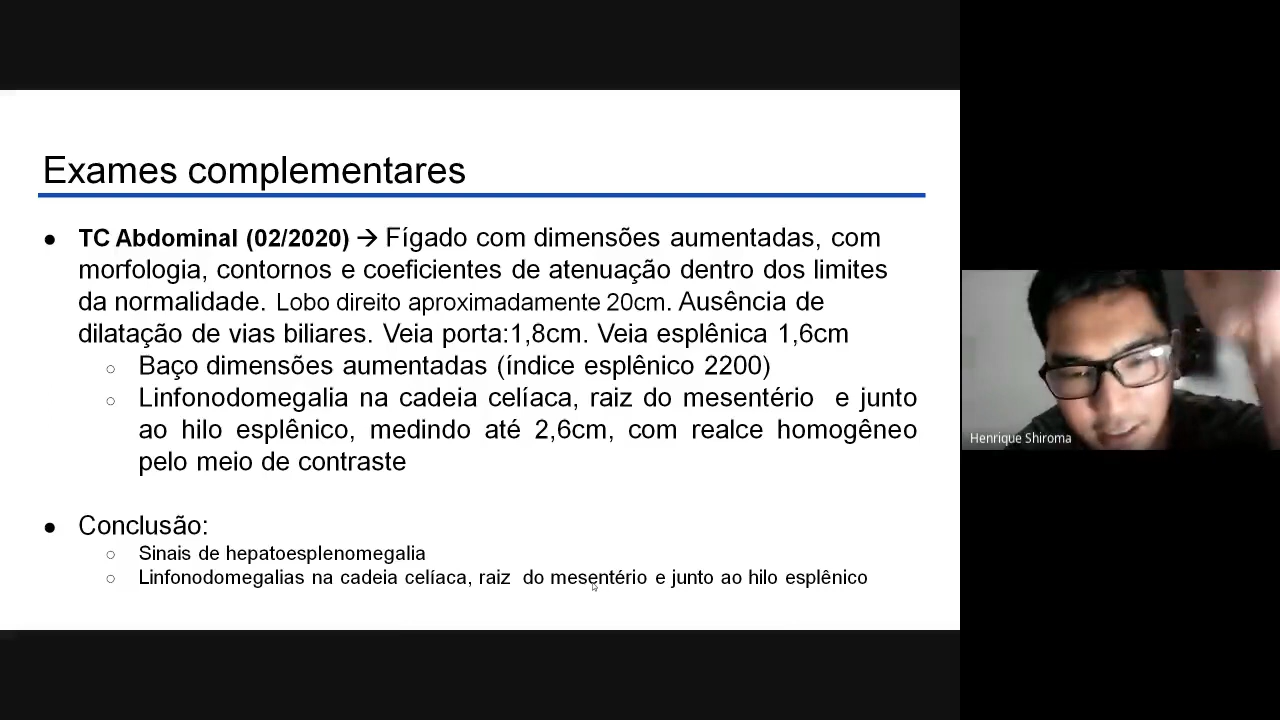 Exames complementares
● TC Abdominal (02/2020) → Fígado com dimensões aumentadas, com
morfologia, contornos e coeficientes de atenuação dentro dos limites
da normalidade. Lobo direito aproximadamente 20cm. Ausência de
dilatação de vias biliares. Veia porta:1,8cm. Veia esplênica 1,6cm
○ Baço dimensões aumentadas (índice esplênico 2200)
○ Linfonodomegalia na cadeia celíaca, raiz do mesentério e junto
ao hilo esplênico, medindo até 2,6cm, com realce homogêneo
pelo meio de contraste
● Conclusão:
○ Sinais de hepatoesplenomegalia
○ Linfonodomegalias na cadeia celíaca, raiz do mesentério e junto ao hilo esplênico
Henrique Shiroma